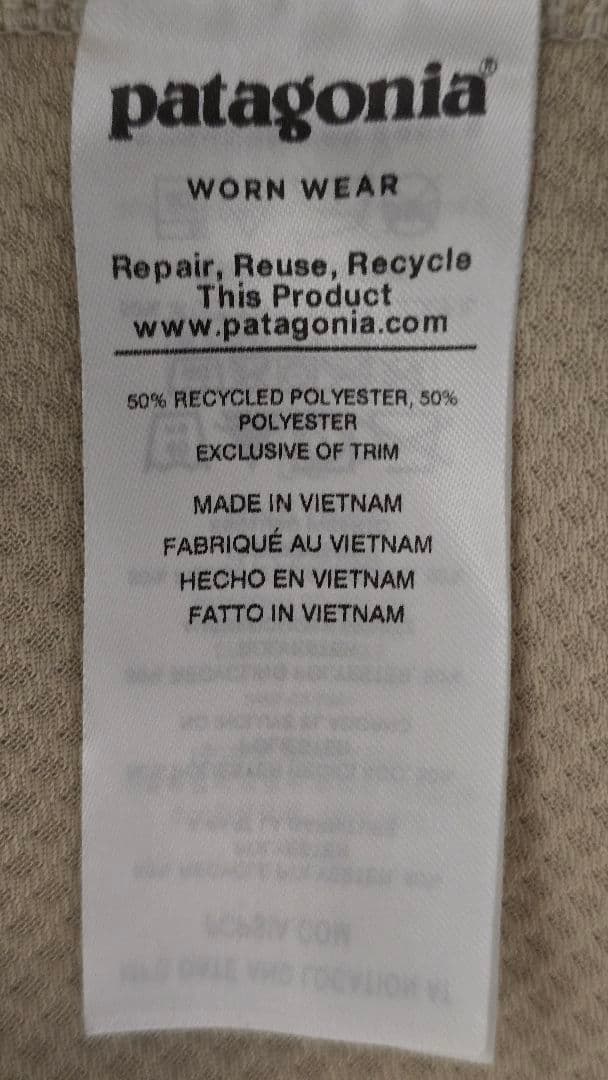 patagonia®
WORN WEAR
Repair, Reuse, Recycle
This Product
www.patagonia.com
50% RECYCLED POLYESTER, 50%
POLYESTER
EXCLUSIVE OF TRIM
MADE IN VIETNAM
FABRIQUÉ AU VIETNAM
HECHO EN VIETNAM
FATTO IN VIETNAM